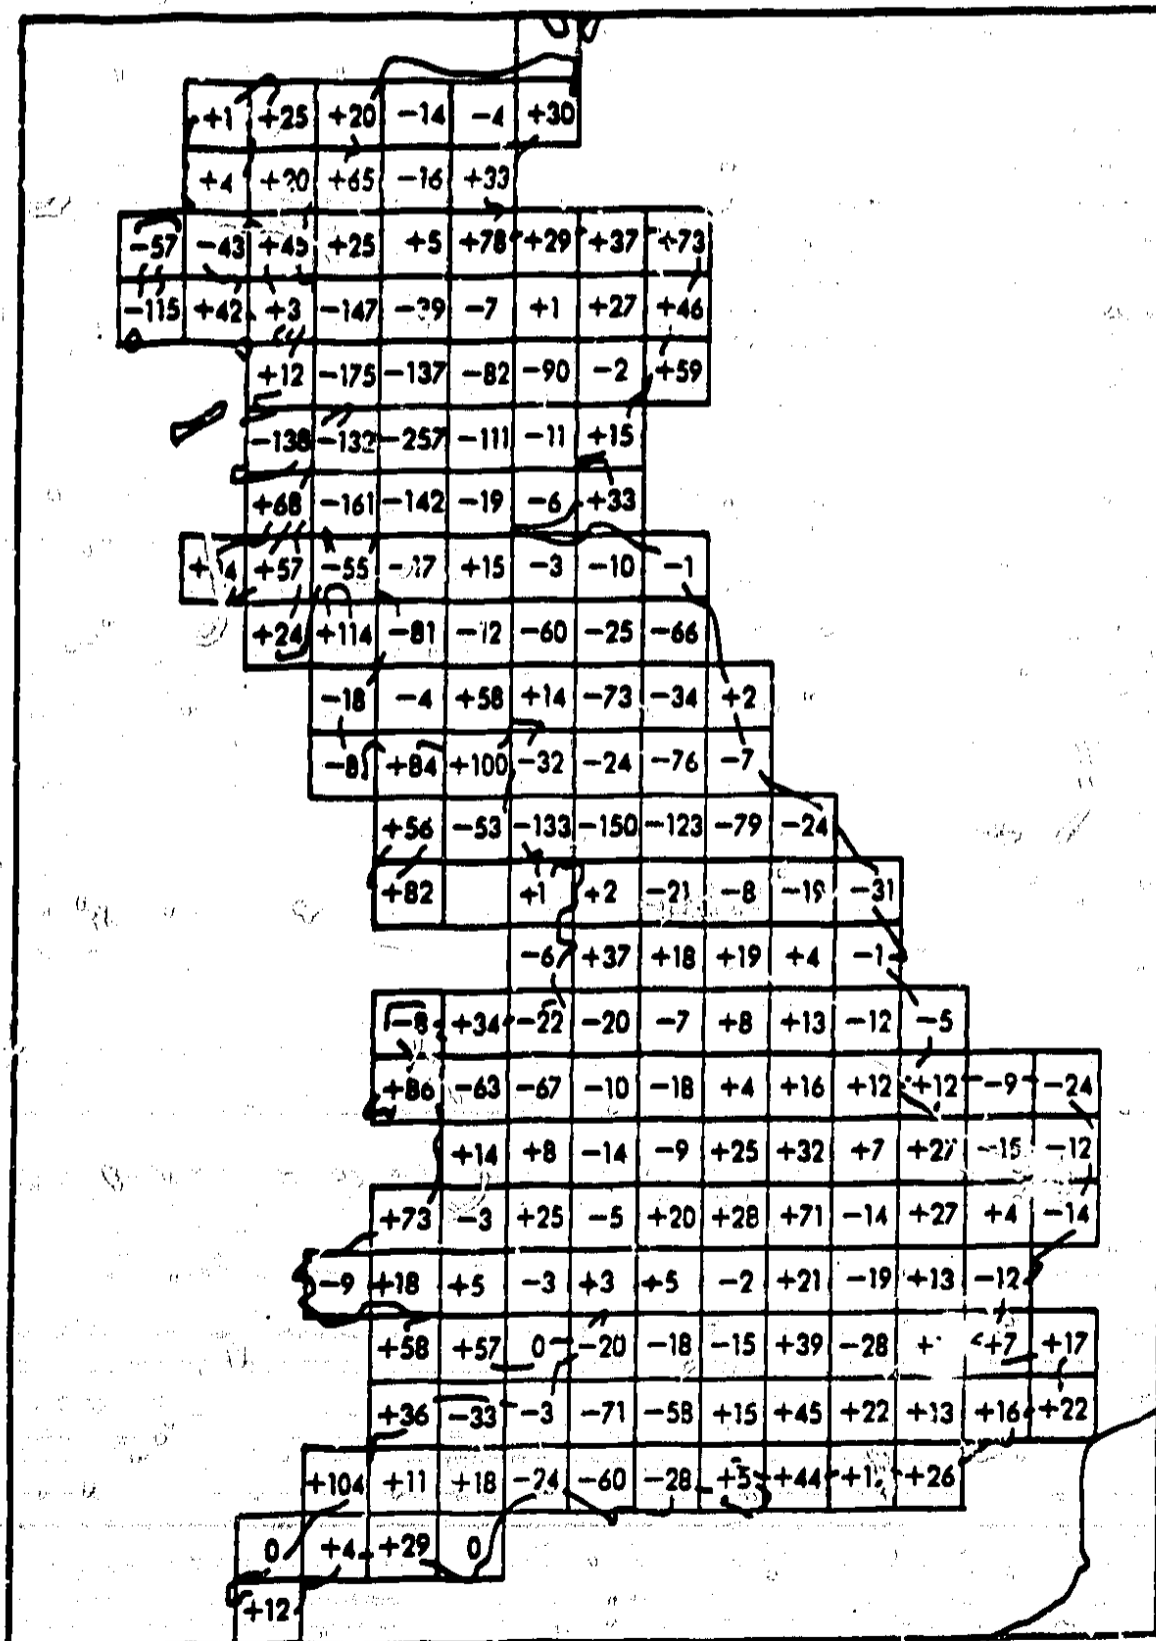 +1 +25 +20 -14 -4 +30
+4 +20 +65 -16 +33
-57 -43 +45 +25 +5 +78 +29 +37 +73
-115 +42 +3 -147 -39 -7 +1 +27 +46
+12 -175 -137 -82 -90 -2 +59
-138 -132 -257 -111 -11 +15
+68 -161 -142 -19 -6 +33
+57 -55 -17 +15 -3 -10 -1
+24 +114 -81 -12 -60 -25 -66
-18 -4 +58 +14 -73 -34 +2
-8 +84 +100 -32 -24 -76 -7
+56 -53 -133 -150 -123 -79 -24
+82 +1 +2 -21 -8 -19 -31
-6 +37 +18 +19 +4 -1
-8 +34 -22 -20 -7 +8 +13 -12 -5
+86 -63 -67 -10 -18 +4 +16 +12 +12 -9 -24
+14 +8 -14 -9 +25 +32 +7 +27 -15 -12
+73 -3 +25 -5 +20 +28 +71 -14 +27 +4 -14
-9 +18 +5 -3 +3 +5 -2 +21 -19 +13 -12
+58 +57 0 -20 -18 -15 +39 -28 +7 +17
+36 -33 -3 -71 -58 +15 +45 +22 +13 +16 +22
+104 +11 +18 -24 -60 -28 +5 +44 +26
0 +4 +29 0
+12